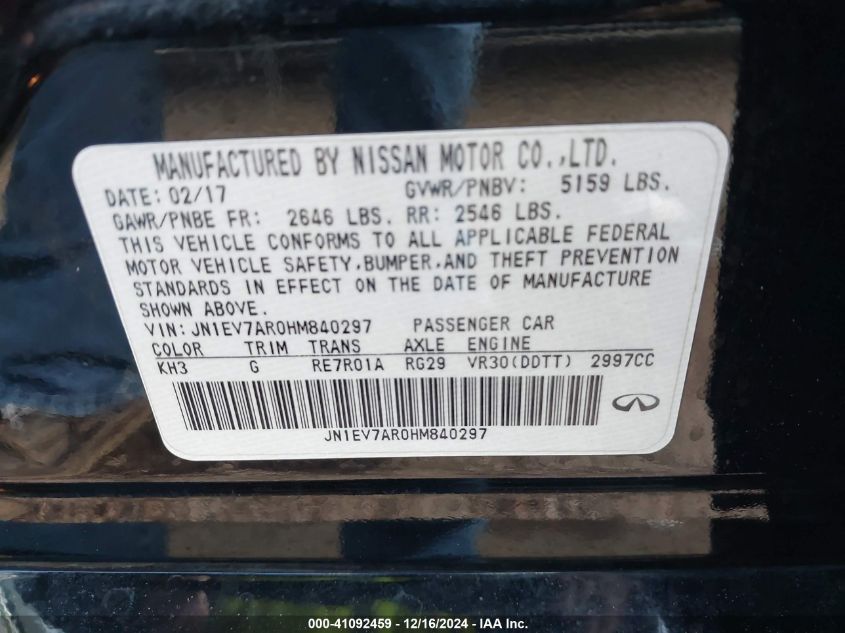 MANUFACTURED BY NISSAN MOTOR CO.,LTD.
DATE: 02/17 GVWR/PNBV: 5159 LBS.
GAWR/PNBE FR: 2646 LBS. RR: 2546 LBS.
THIS VEHICLE CONFORMS TO ALL APPLICABLE FEDERAL
MOTOR VEHICLE SAFETY,BUMPER,AND THEFT PREVENTION
STANDARDS IN EFFECT ON THE DATE OF MANUFACTURE
SHOWN ABOVE.
VIN: JN1EV7AR0HM840297 PASSENGER CAR
COLOR TRIM TRANS AXLE ENGINE
KH3 G RE7R01A RG29 VR30(DDTT) 2997CC
JN1EV7AR0HM840297
000-41092459 - 12/16/2024 - IAA Inc.